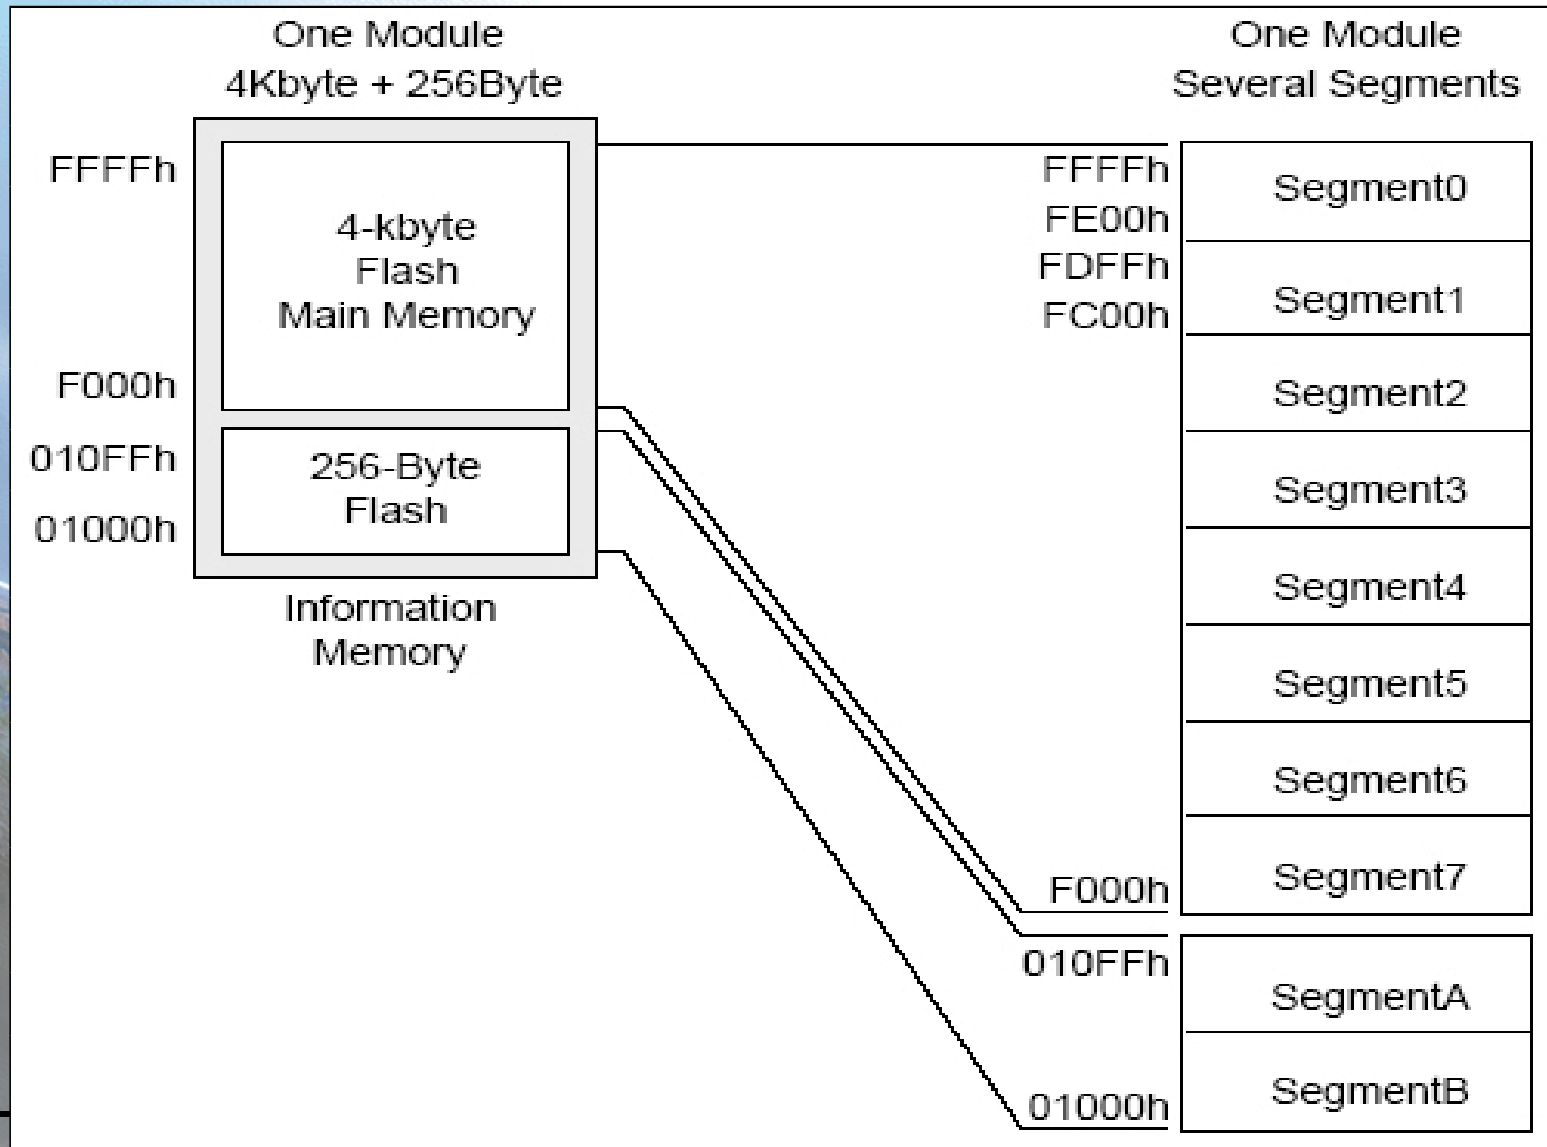 One Module
4Kbyte + 256Byte
FFFFh
4-kbyte
Flash
Main Memory
F000h
010FFh
256-Byte
Flash
01000h
Information
Memory
One Module
Several Segments
FFFFh
Segment0
FE00h
FDFFh
Segment1
FC00h
Segment2
Segment3
Segment4
Segment5
Segment6
Segment7
F000h
010FFh
SegmentA
SegmentB
01000h